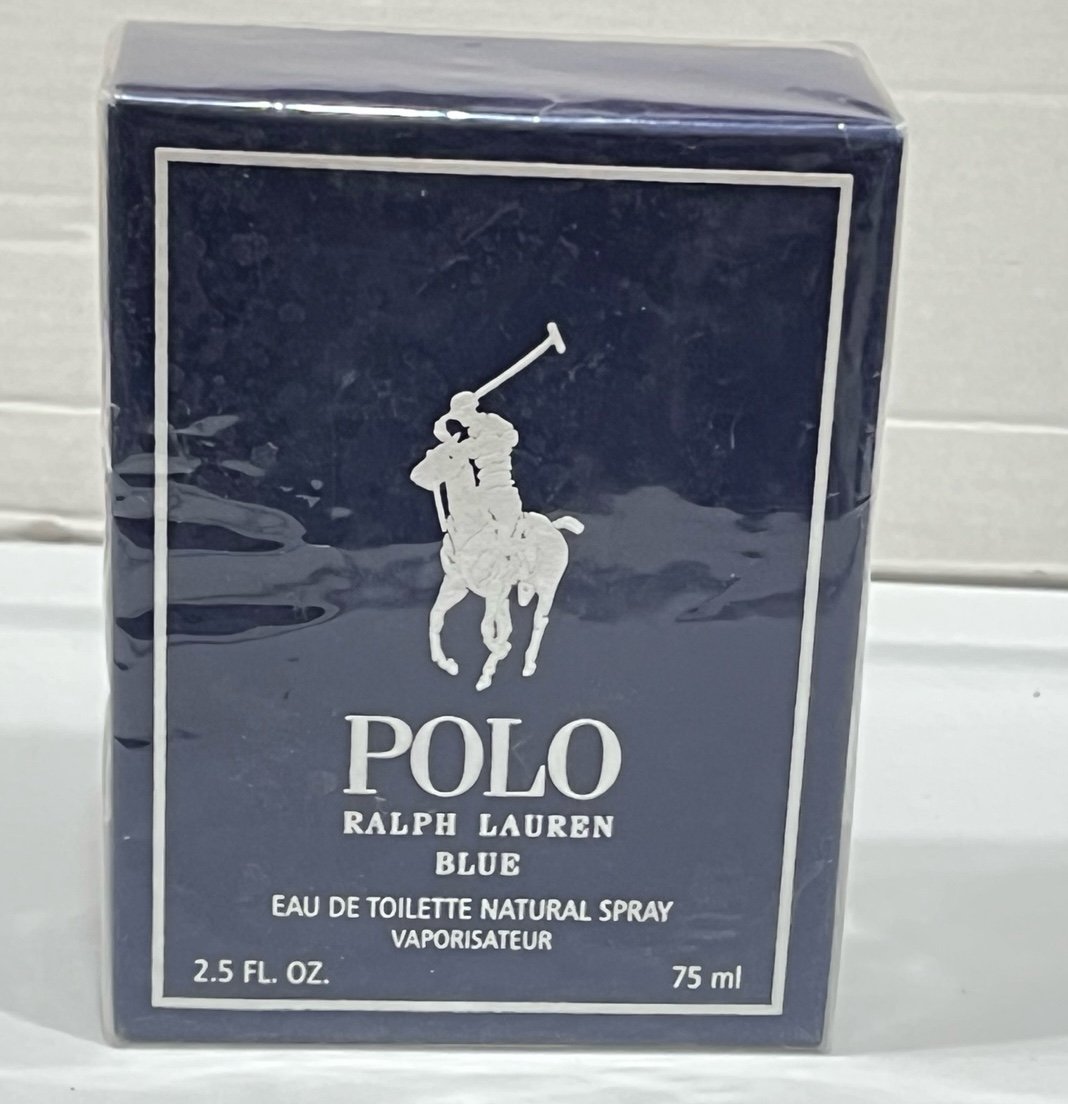 POLO
RALPH LAUREN
BLUE
EAU DE TOILETTE NATURAL SPRAY
VAPORISATEUR
2.5 FL. OZ. 75 ml